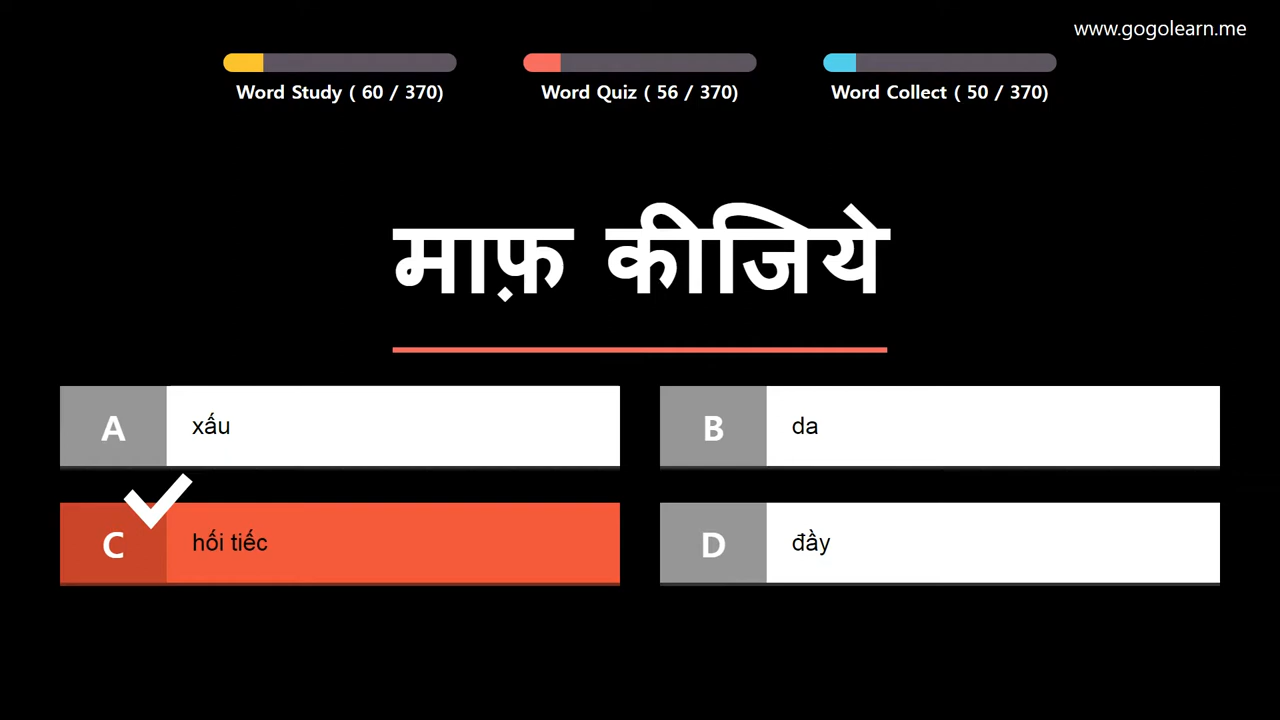 www.gogolearn.me
Word Study ( 60 / 370)
Word Quiz ( 56 / 370)
Word Collect ( 50 / 370)
माफ़ कीजिये
A xấu
B da
C hối tiếc
D đầy